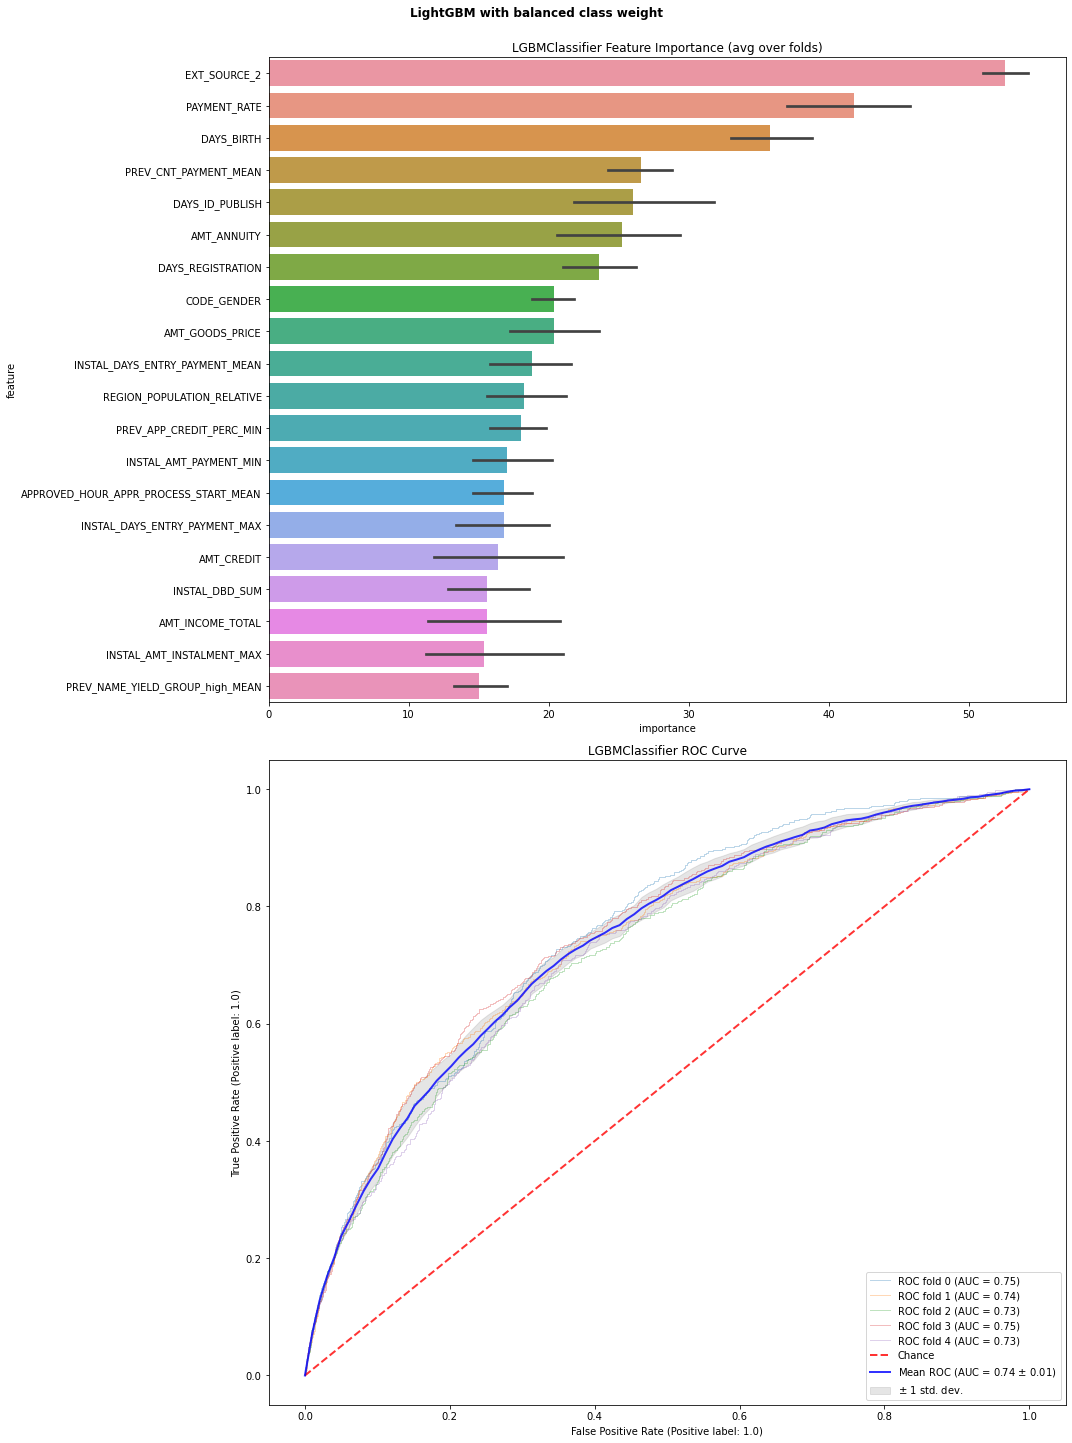 LightGBM with balanced class weight
LGBMClassifier Feature Importance (avg over folds)
EXT_SOURCE_2
PAYMENT_RATE
DAYS_BIRTH
PREV_CNT_PAYMENT_MEAN
DAYS_ID_PUBLISH
AMT_ANNUITY
DAYS_REGISTRATION
CODE_GENDER
AMT_GOODS_PRICE
INSTAL_DAYS_ENTRY_PAYMENT_MEAN
REGION_POPULATION_RELATIVE
PREV_APP_CREDIT_PERC_MIN
INSTAL_AMT_PAYMENT_MIN
APPROVED_HOUR_APPR_PROCESS_START_MEAN
INSTAL_DAYS_ENTRY_PAYMENT_MAX
AMT_CREDIT
INSTAL_DBD_SUM
AMT_INCOME_TOTAL
INSTAL_AMT_INSTALMENT_MAX
PREV_NAME_YIELD_GROUP_high_MEAN
feature
0 10 20 30 40 50
importance
LGBMClassifier ROC Curve
1.0
0.8
0.6
0.4
0.2
0.0
True Positive Rate (Positive label: 1.0)
ROC fold 0 (AUC = 0.75)
ROC fold 1 (AUC = 0.74)
ROC fold 2 (AUC = 0.73)
ROC fold 3 (AUC = 0.75)
ROC fold 4 (AUC = 0.73)
Chance
Mean ROC (AUC = 0.74 ± 0.01)
± 1 std. dev.
0.0 0.2 0.4 0.6 0.8 1.0
False Positive Rate (Positive label: 1.0)